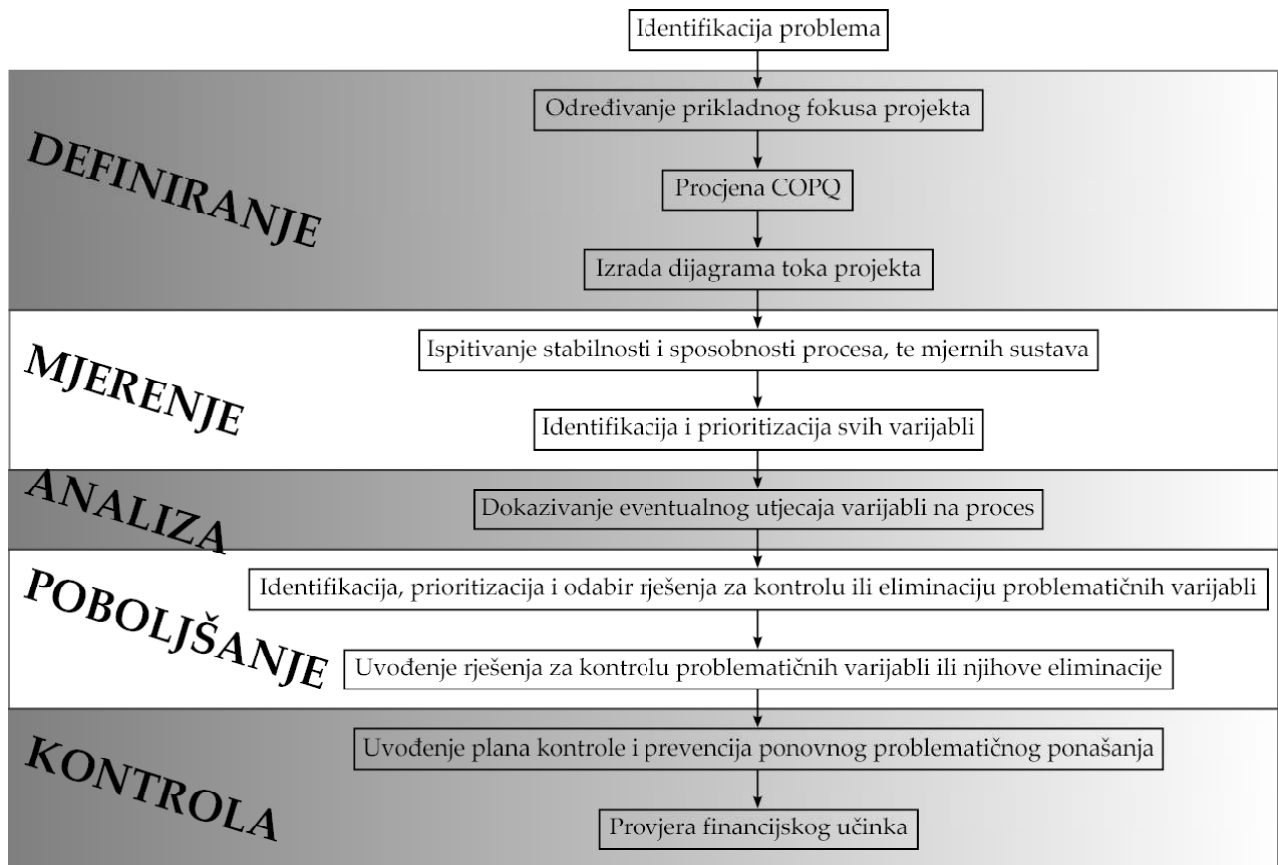 Identifikacija problema
DEFINIRANJE
Određivanje prikladnog fokusa projekta
Procjena COPQ
Izrada dijagrama toka projekta
MJERENJE
Ispitivanje stabilnosti i sposobnosti procesa, te mjernih sustava
Identifikacija i prioritizacija svih varijabli
ANALIZA
Dokazivanje eventualnog utjecaja varijabli na proces
POBOLJŠANJE
Identifikacija, prioritizacija i odabir rješenja za kontrolu ili eliminaciju problematičnih varijabli
Uvođenje rješenja za kontrolu problematičnih varijabli ili njihove eliminacije
KONTROLA
Uvođenje plana kontrole i prevencija ponovnog problematičnog ponašanja
Provjera financijskog učinka